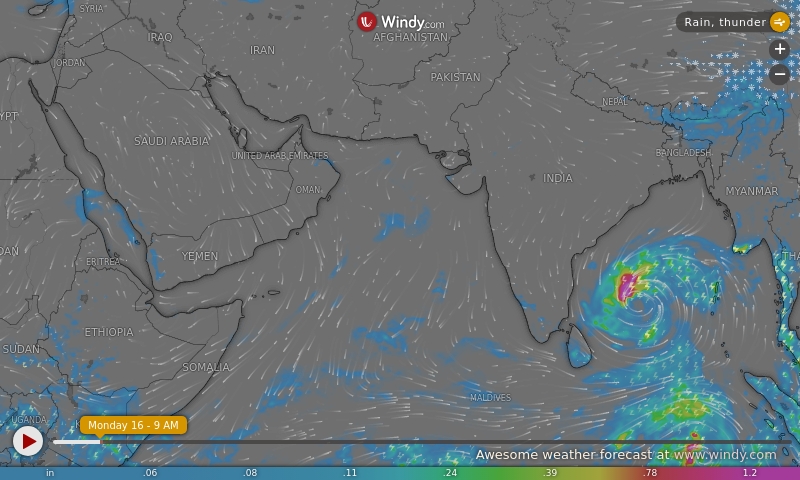 SYRIA
Windy.com
Rain, thunder
IRAQ
IRAN
AFGHANISTAN
JORDAN
PAKISTAN
+
−
NEPAL
YPT
SAUDI ARABIA
UNITED ARAB EMIRATES
BANGLADESH
OMAN
INDIA
MYANMAR
DAN
YEMEN
ERITREA
THA
ETHIOPIA
SUDAN
SOMALIA
MALDIVES
UGANDA
K
Monday 16 - 9 AM
Awesome weather forecast at www.windy.com
in .06 .08 .11 .24 .39 .78 1.2